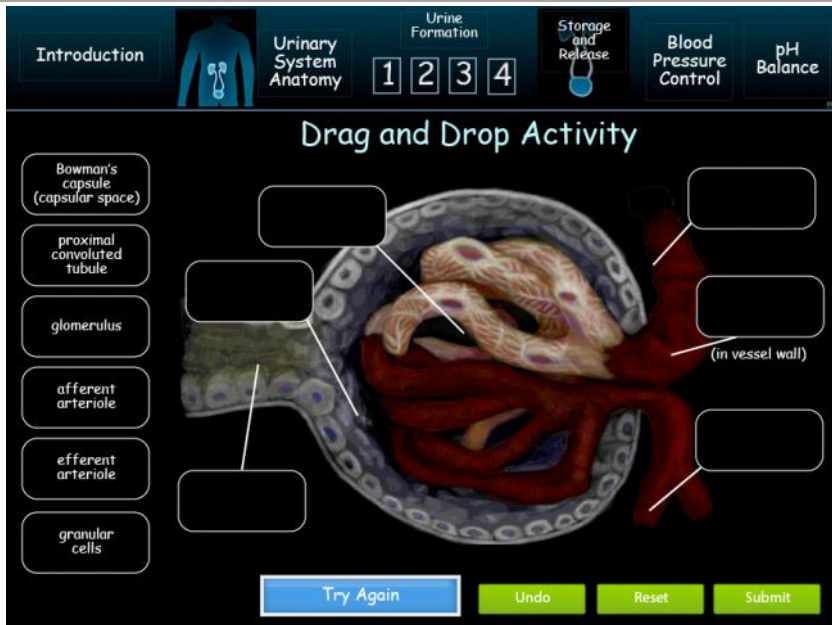 Introduction
Urinary
System
Anatomy
Urine
Formation
1 2 3 4
Storage
and
Release
Blood
Pressure
Control
pH
Balance
Drag and Drop Activity
Bowman's
capsule
(capsular space)
proximal
convoluted
tubule
glomerulus
afferent
arteriole
efferent
arteriole
granular
cells
(in vessel wall)
Try Again
Undo
Reset
Submit